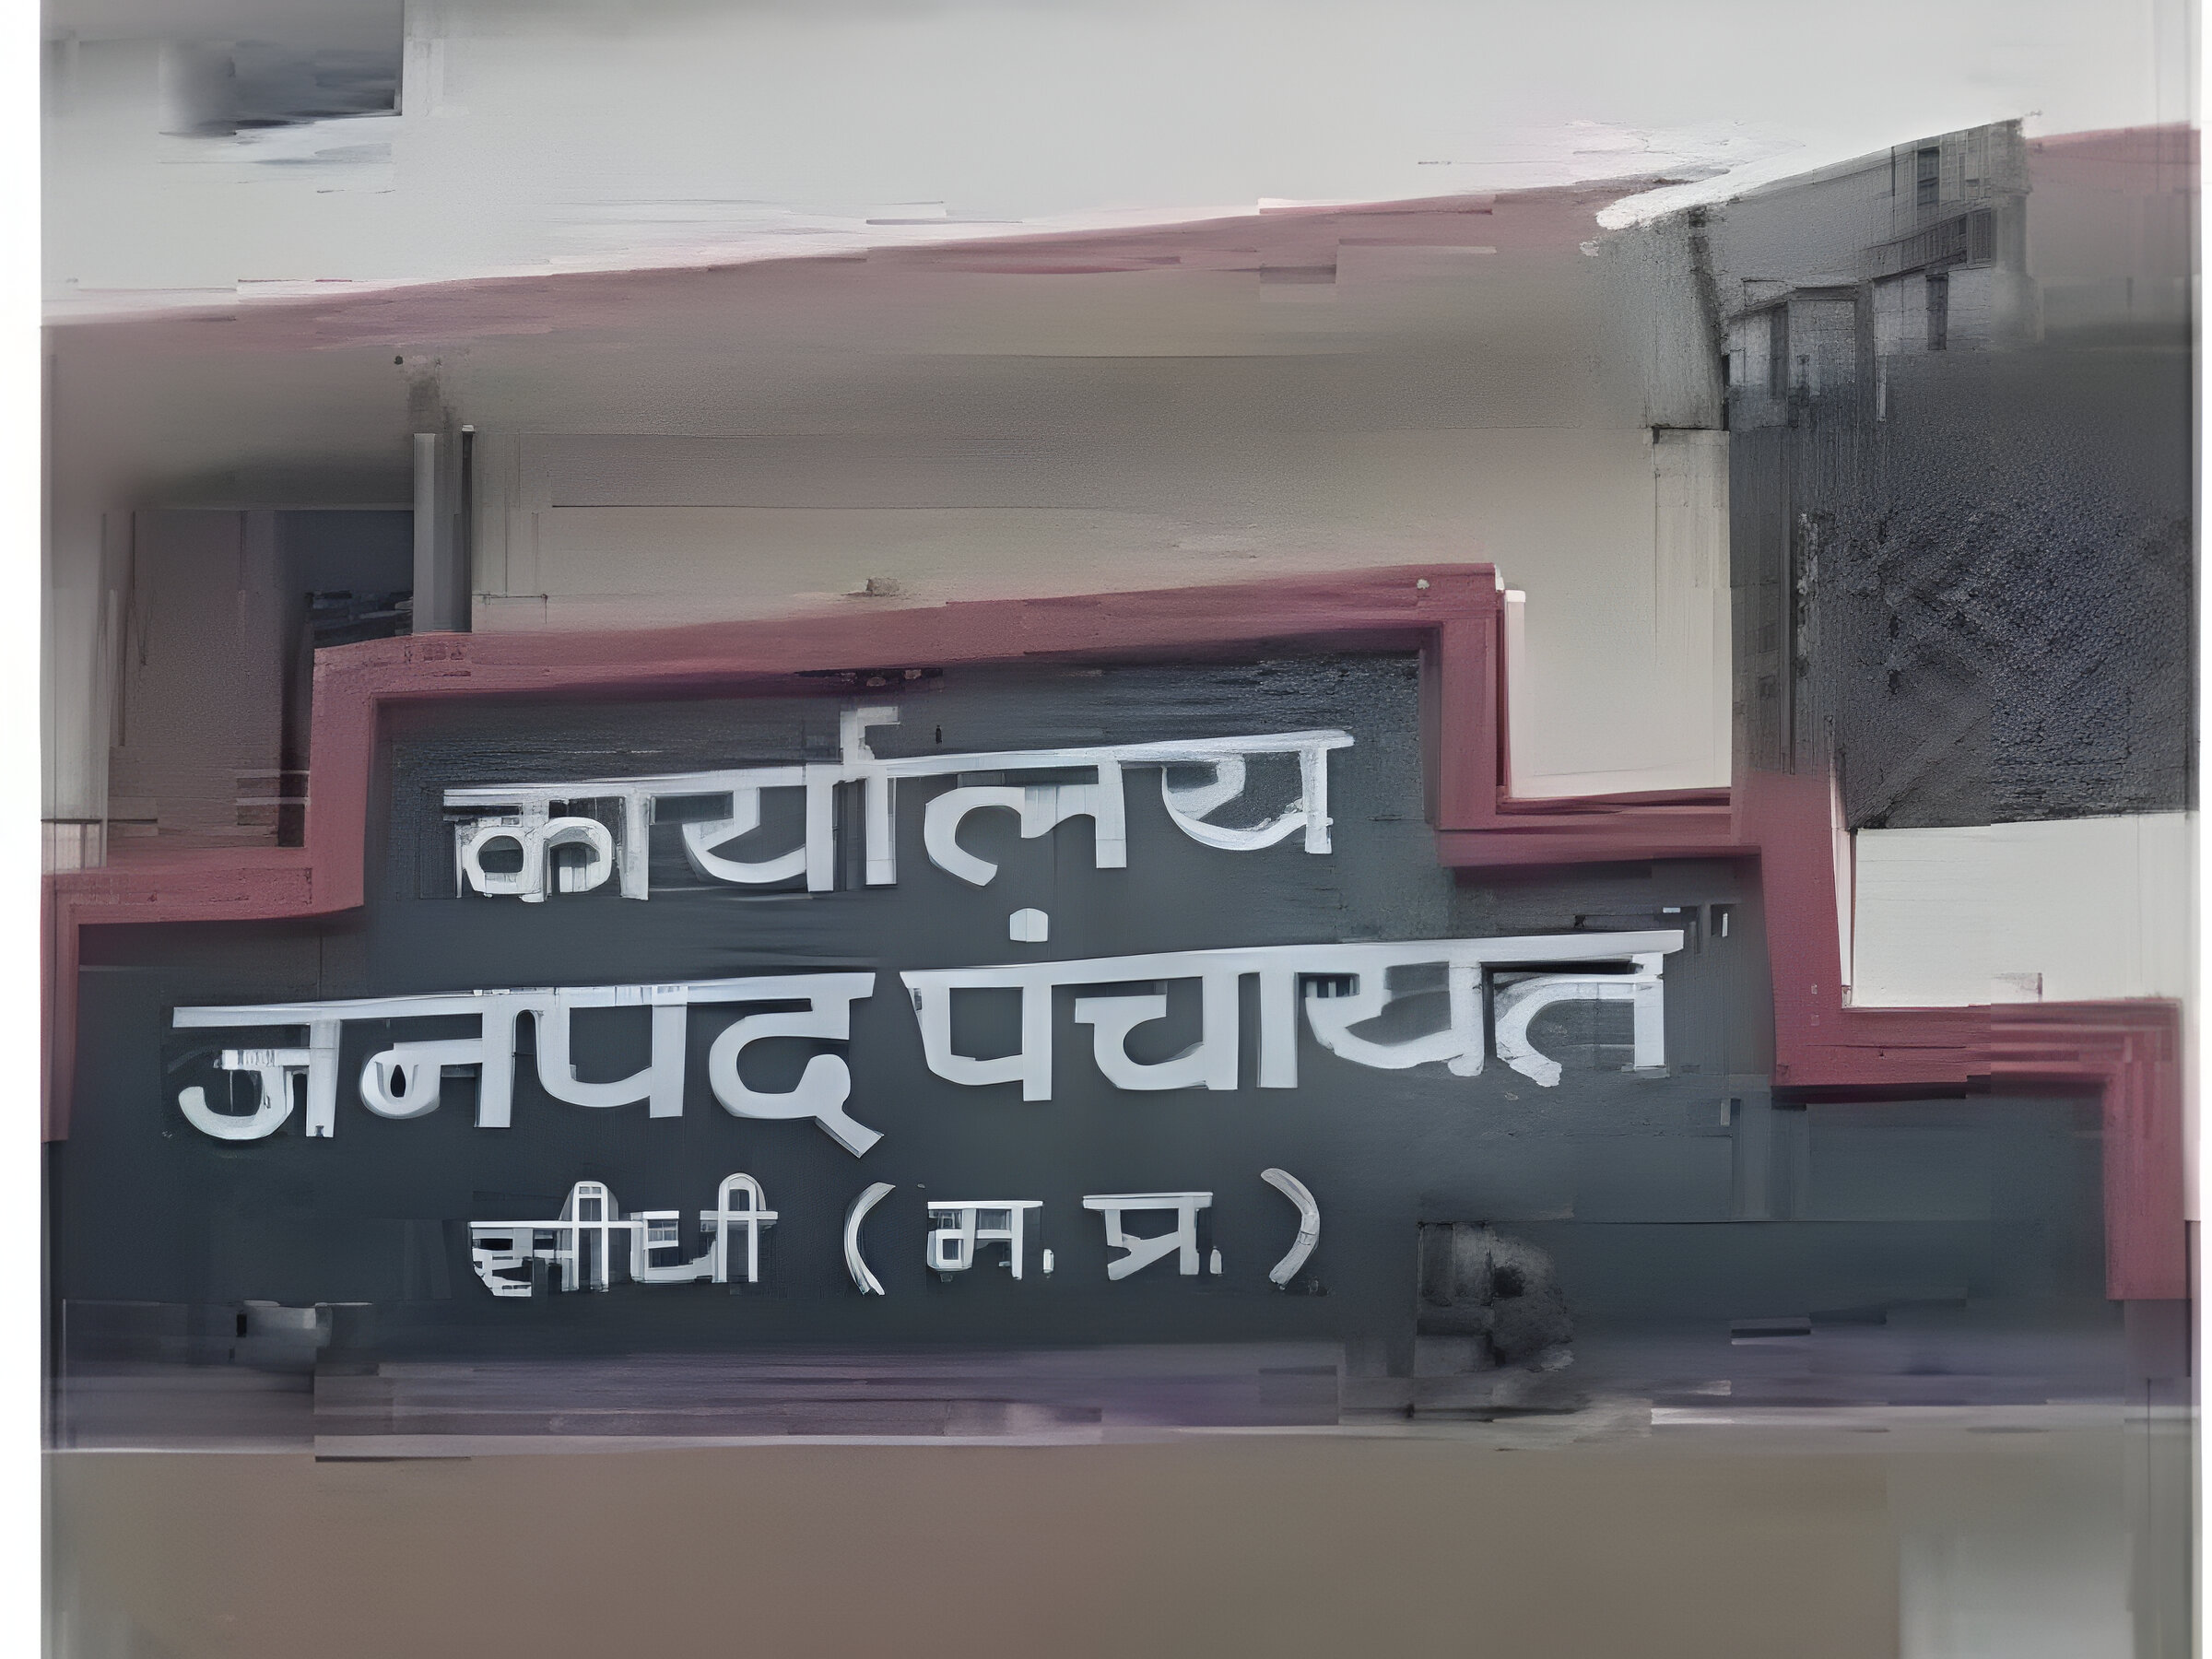 कार्यालय
जनपद पंचायत
सीधी (म. प्र.)